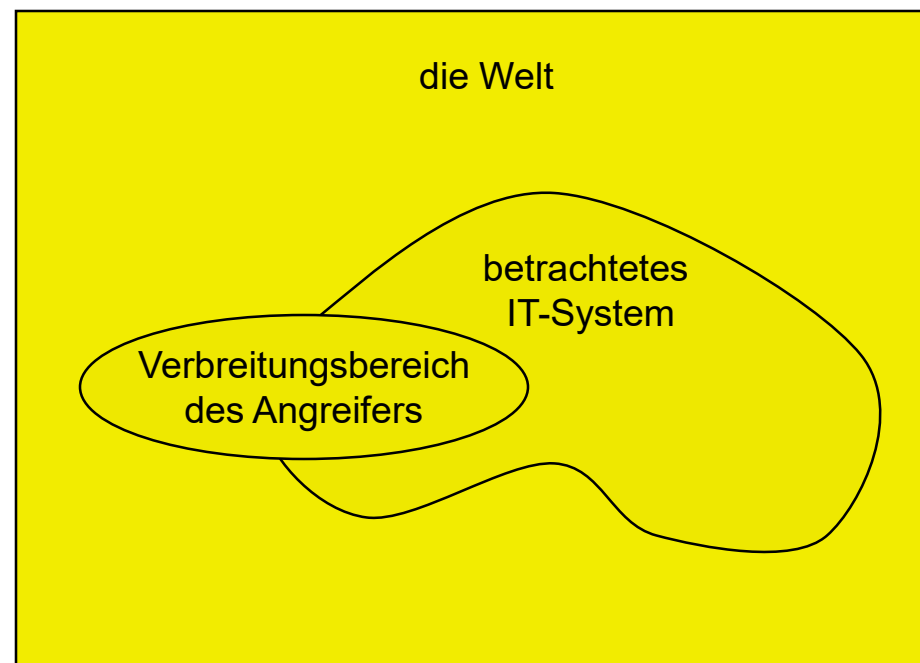 die Welt
betrachtetes
IT-System
Verbreitungsbereich
des Angreifers